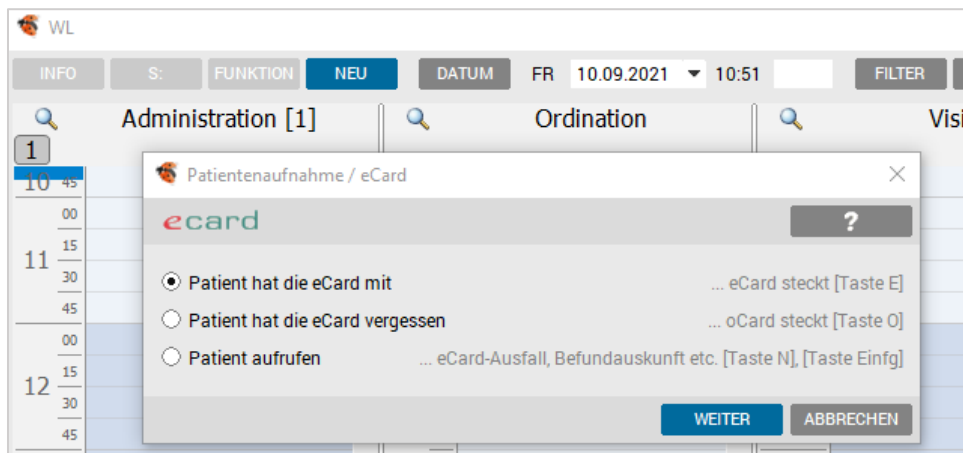 WL
INFO S: FUNKTION NEU DATUM FR 10.09.2021 10:51 FILTER
Administration [1] Ordination Visi
1
10 45
Patientenaufnahme / eCard
00
ecard ?
11 15
30
Patient hat die eCard mit ... eCard steckt [Taste E]
45
Patient hat die eCard vergessen ... oCard steckt [Taste O]
00
Patient aufrufen ... eCard-Ausfall, Befundauskunft etc. [Taste N], [Taste Einfg]
12 15
30
WEITER ABBRECHEN
45